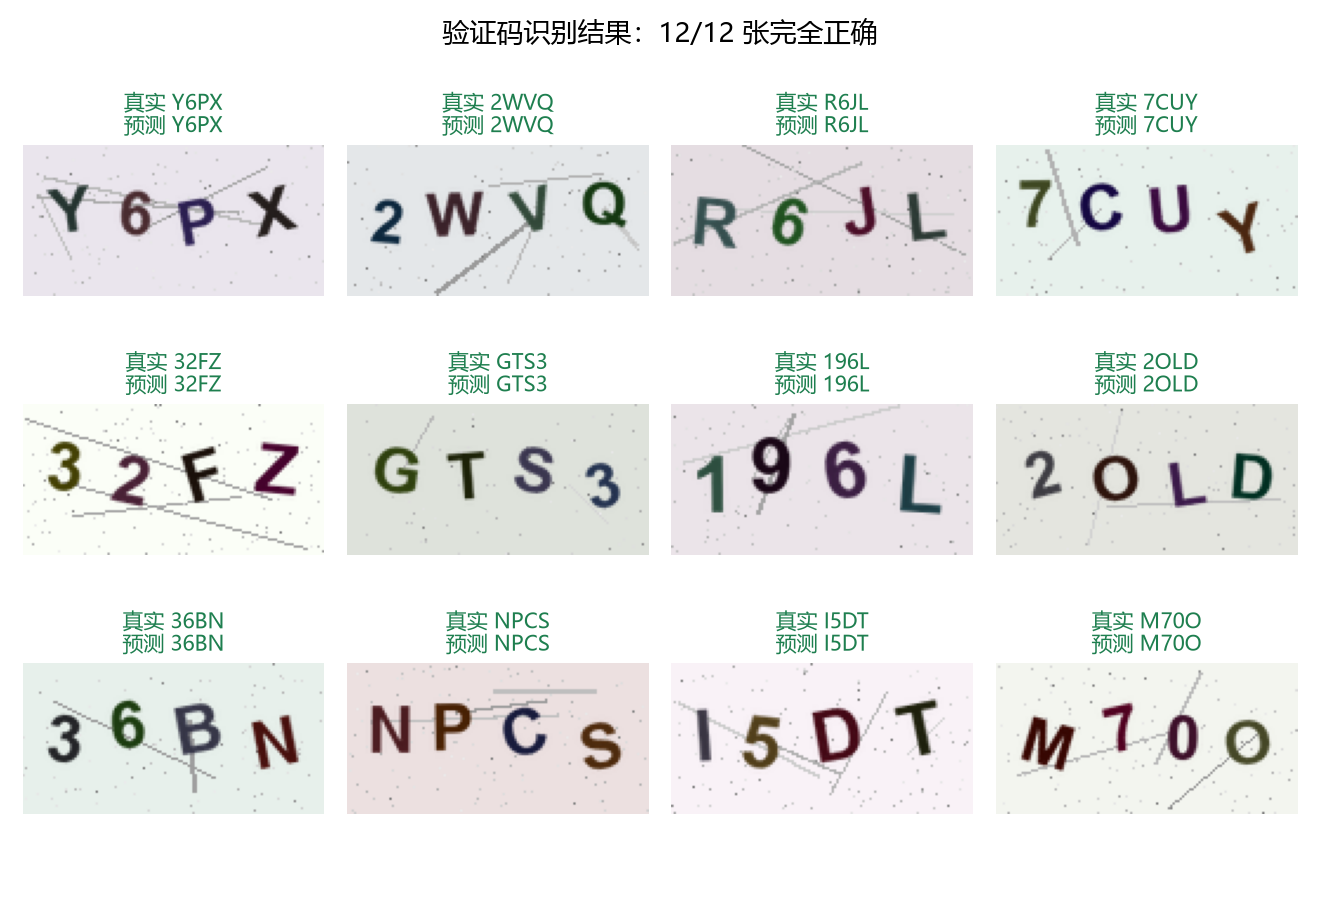 验证码识别结果：12/12 张完全正确
真实 Y6PX
预测 Y6PX
真实 2WVQ
预测 2WVQ
真实 R6JL
预测 R6JL
真实 7CUY
预测 7CUY
Y6PX
2WVQ
R6JL
7CUY
真实 32FZ
预测 32FZ
真实 GTS3
预测 GTS3
真实 196L
预测 196L
真实 2OLD
预测 2OLD
32FZ
GTS3
196L
2OLD
真实 36BN
预测 36BN
真实 NPCS
预测 NPCS
真实 I5DT
预测 I5DT
真实 M70O
预测 M70O
36BN
NPCS
I5DT
M70O